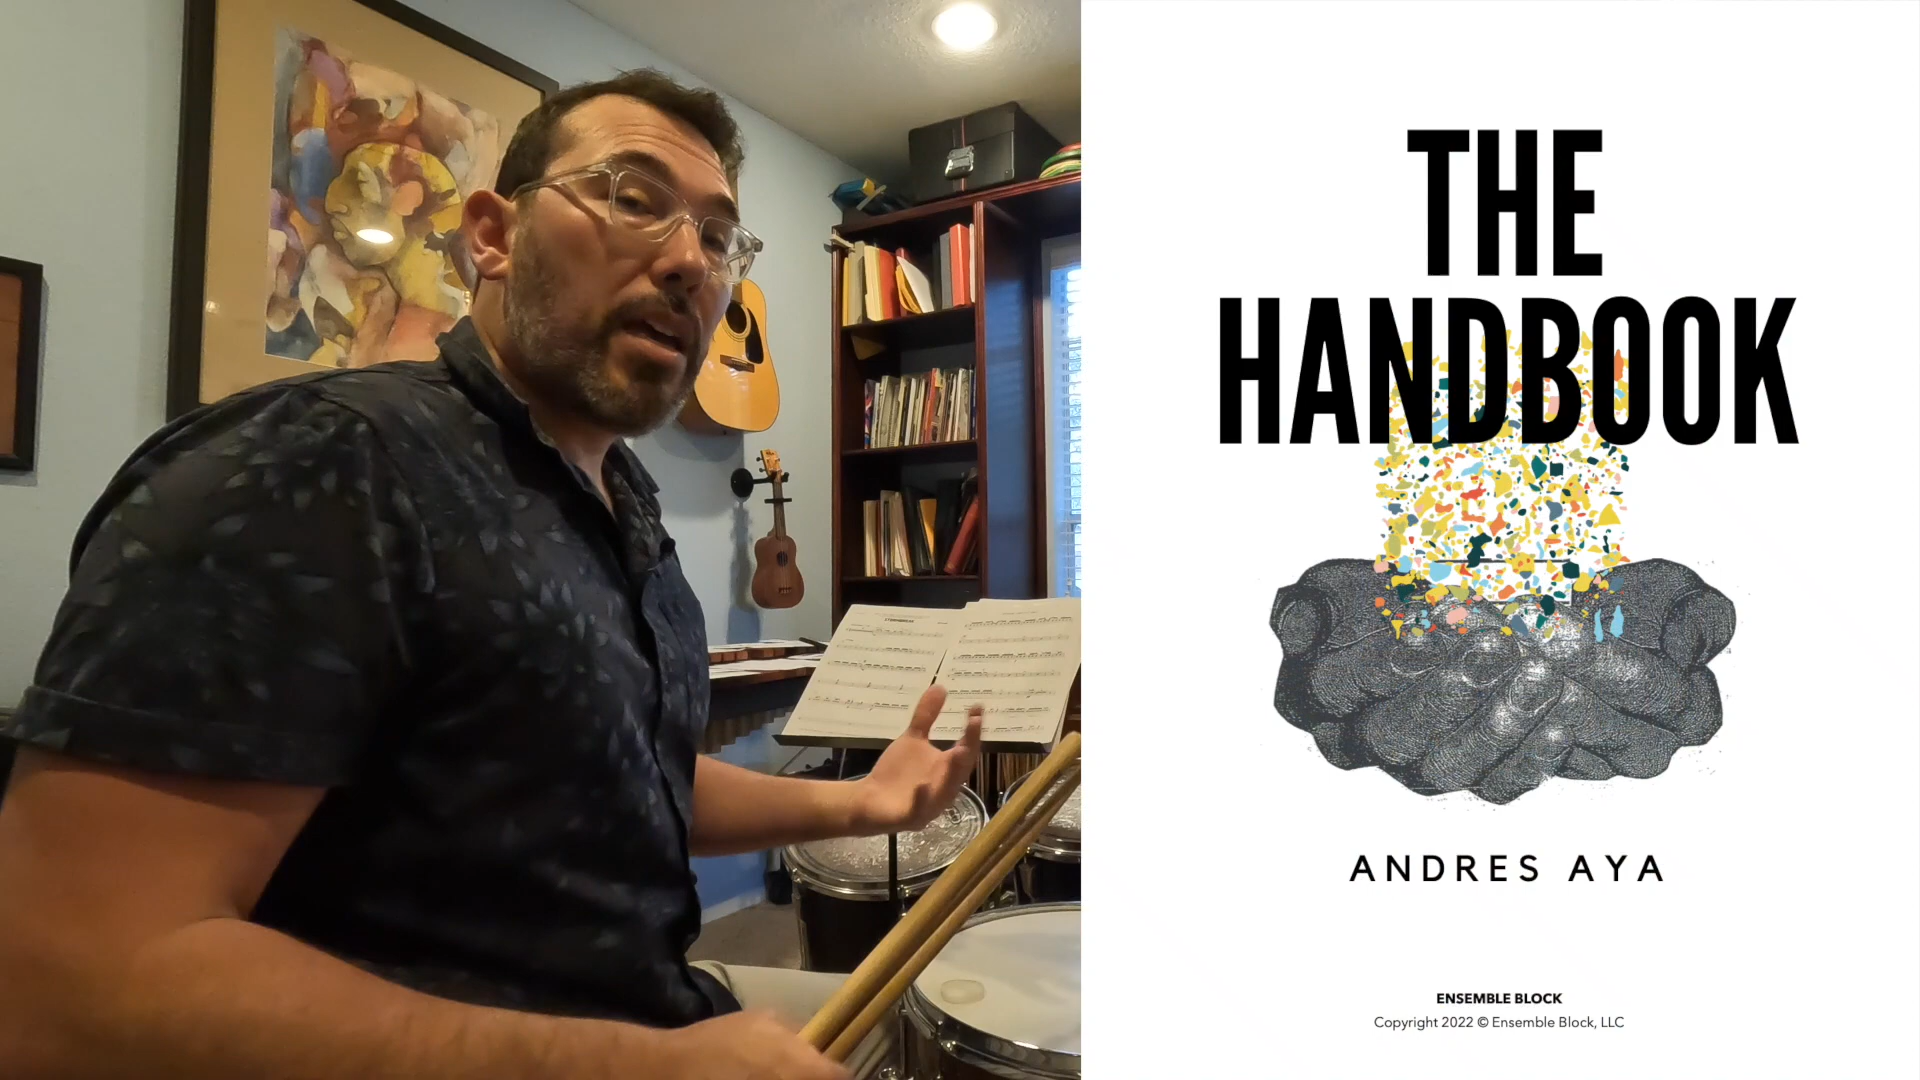 THE
HANDBOOK
ANDRES AYA
ENSEMBLE BLOCK
Copyright 2022 © Ensemble Block, LLC